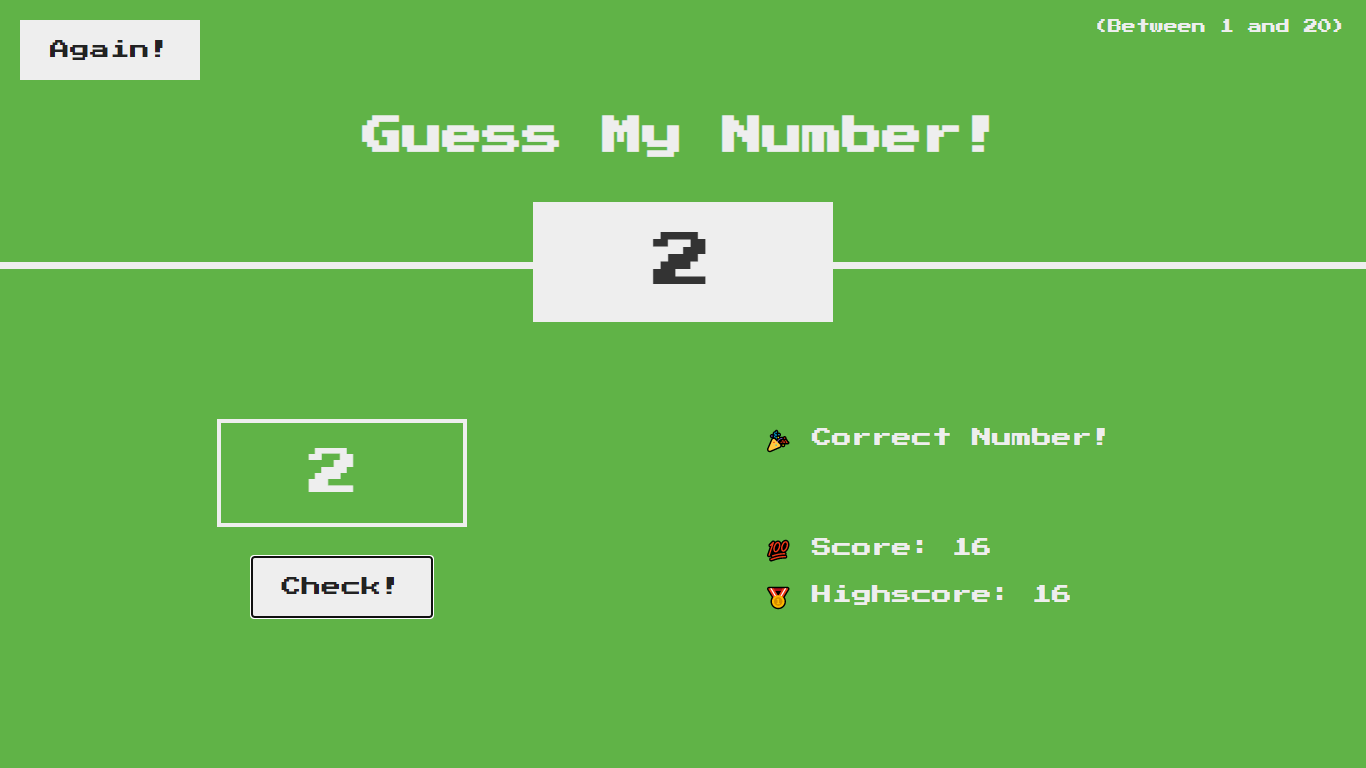 Again!
(Between 1 and 20)
Guess My Number!
2
2
Check!
🎉 Correct Number!
💯 Score: 16
🥇 Highscore: 16